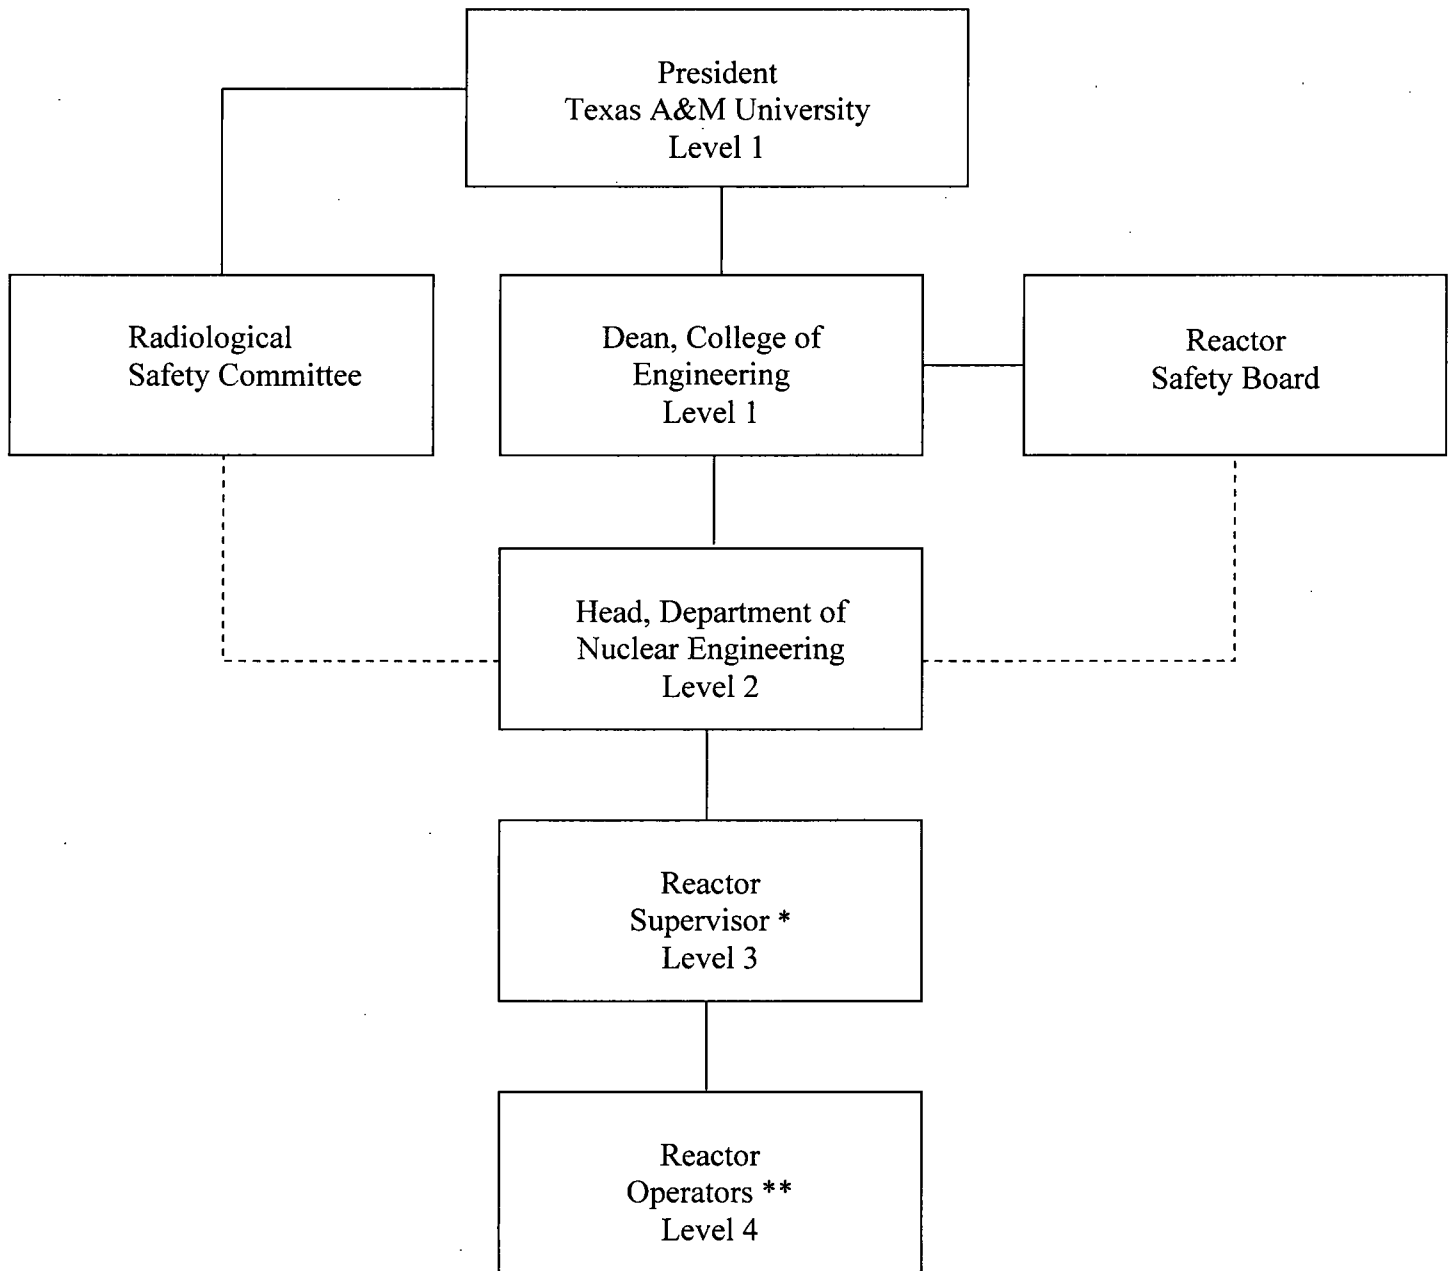 President
Texas A&M University
Level 1
Radiological
Safety Committee
Dean, College of
Engineering
Level 1
Reactor
Safety Board
Head, Department of
Nuclear Engineering
Level 2
Reactor
Supervisor *
Level 3
Reactor
Operators **
Level 4